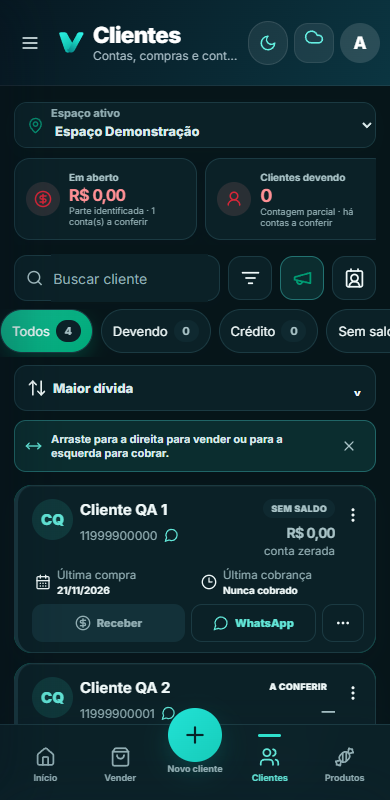 Clientes
Contas, compras e cont...
A
Espaço ativo
Espaço Demonstração
Em aberto
R$ 0,00
Parte identificada · 1
conta(s) a conferir
Clientes devendo
0
Contagem parcial · há
contas a conferir
Buscar cliente
Todos 4
Devendo 0
Crédito 0
Sem sald
Maior dívida
Arraste para a direita para vender ou para a
esquerda para cobrar.
CQ
Cliente QA 1
11999900000
SEM SALDO
R$ 0,00
conta zerada
Última compra
21/11/2026
Última cobrança
Nunca cobrado
Receber
WhatsApp
CQ
Cliente QA 2
11999900001
A CONFERIR
—
Início
Vender
Novo cliente
Clientes
Produtos